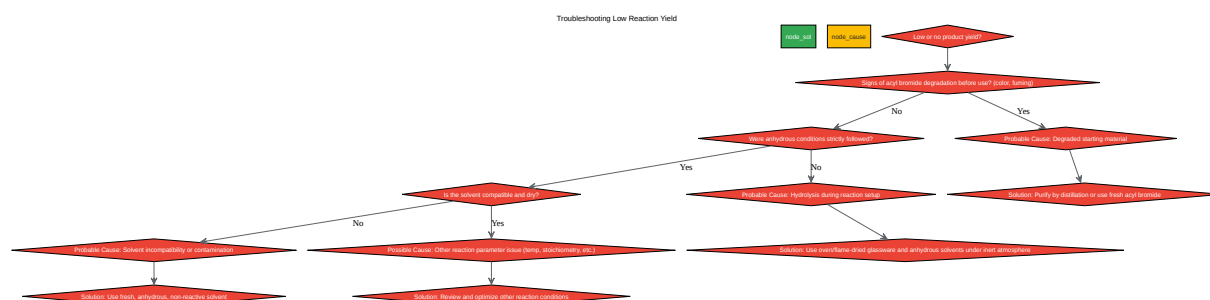 Troubleshooting Low Reaction Yield
node_sol
node_cause
Low or no product yield?
Signs of acyl bromide degradation before use? (color, fuming)
No
Yes
Were anhydrous conditions strictly followed?
Probable Cause: Degraded starting material
Yes
No
Is the solvent compatible and dry?
Probable Cause: Hydrolysis during reaction setup
Solution: Purify by distillation or use fresh acyl bromide
No
Yes
Probable Cause: Solvent incompatibility or contamination
Possible Cause: Other reaction parameter issue (temp, stoichiometry, etc.)
Solution: Use oven/flame-dried glassware and anhydrous solvents under inert atmosphere
Solution: Use fresh, anhydrous, non-reactive solvent
Solution: Review and optimize other reaction conditions